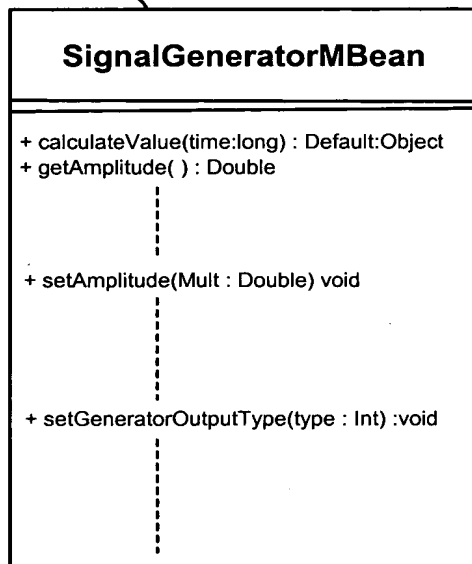 SignalGeneratorMBean
+ calculateValue(time:long) : Default:Object
+ getAmplitude( ) : Double
+ setAmplitude(Mult : Double) void
+ setGeneratorOutputType(type : Int) :void